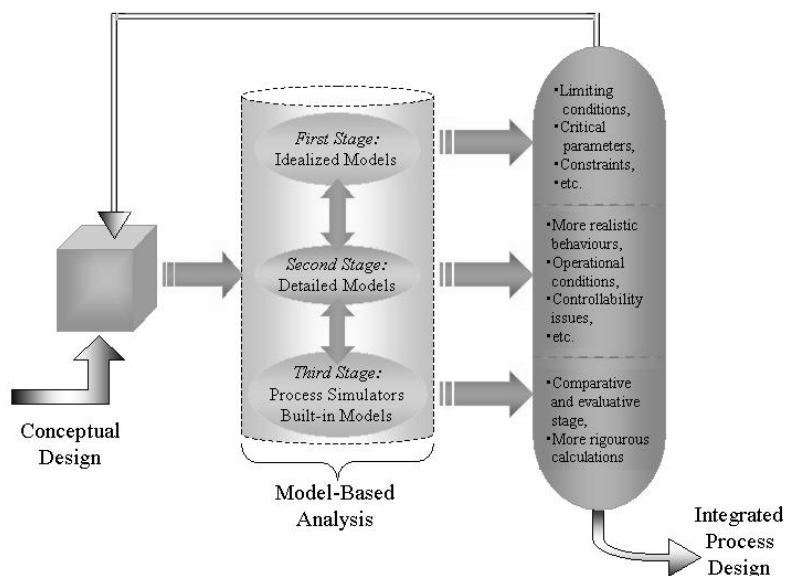 First Stage:
Idealized Models
Second Stage:
Detailed Models
Third Stage:
Process Simulators
Built-in Models
•Limiting
conditions,
•Critical
parameters,
•Constraints,
•etc.
•More realistic
behaviours,
•Operational
conditions,
•Controllability
issues,
•etc.
•Comparative
and evaluative
stage,
•More rigourous
calculations
Conceptual
Design
Model-Based
Analysis
Integrated
Process
Design